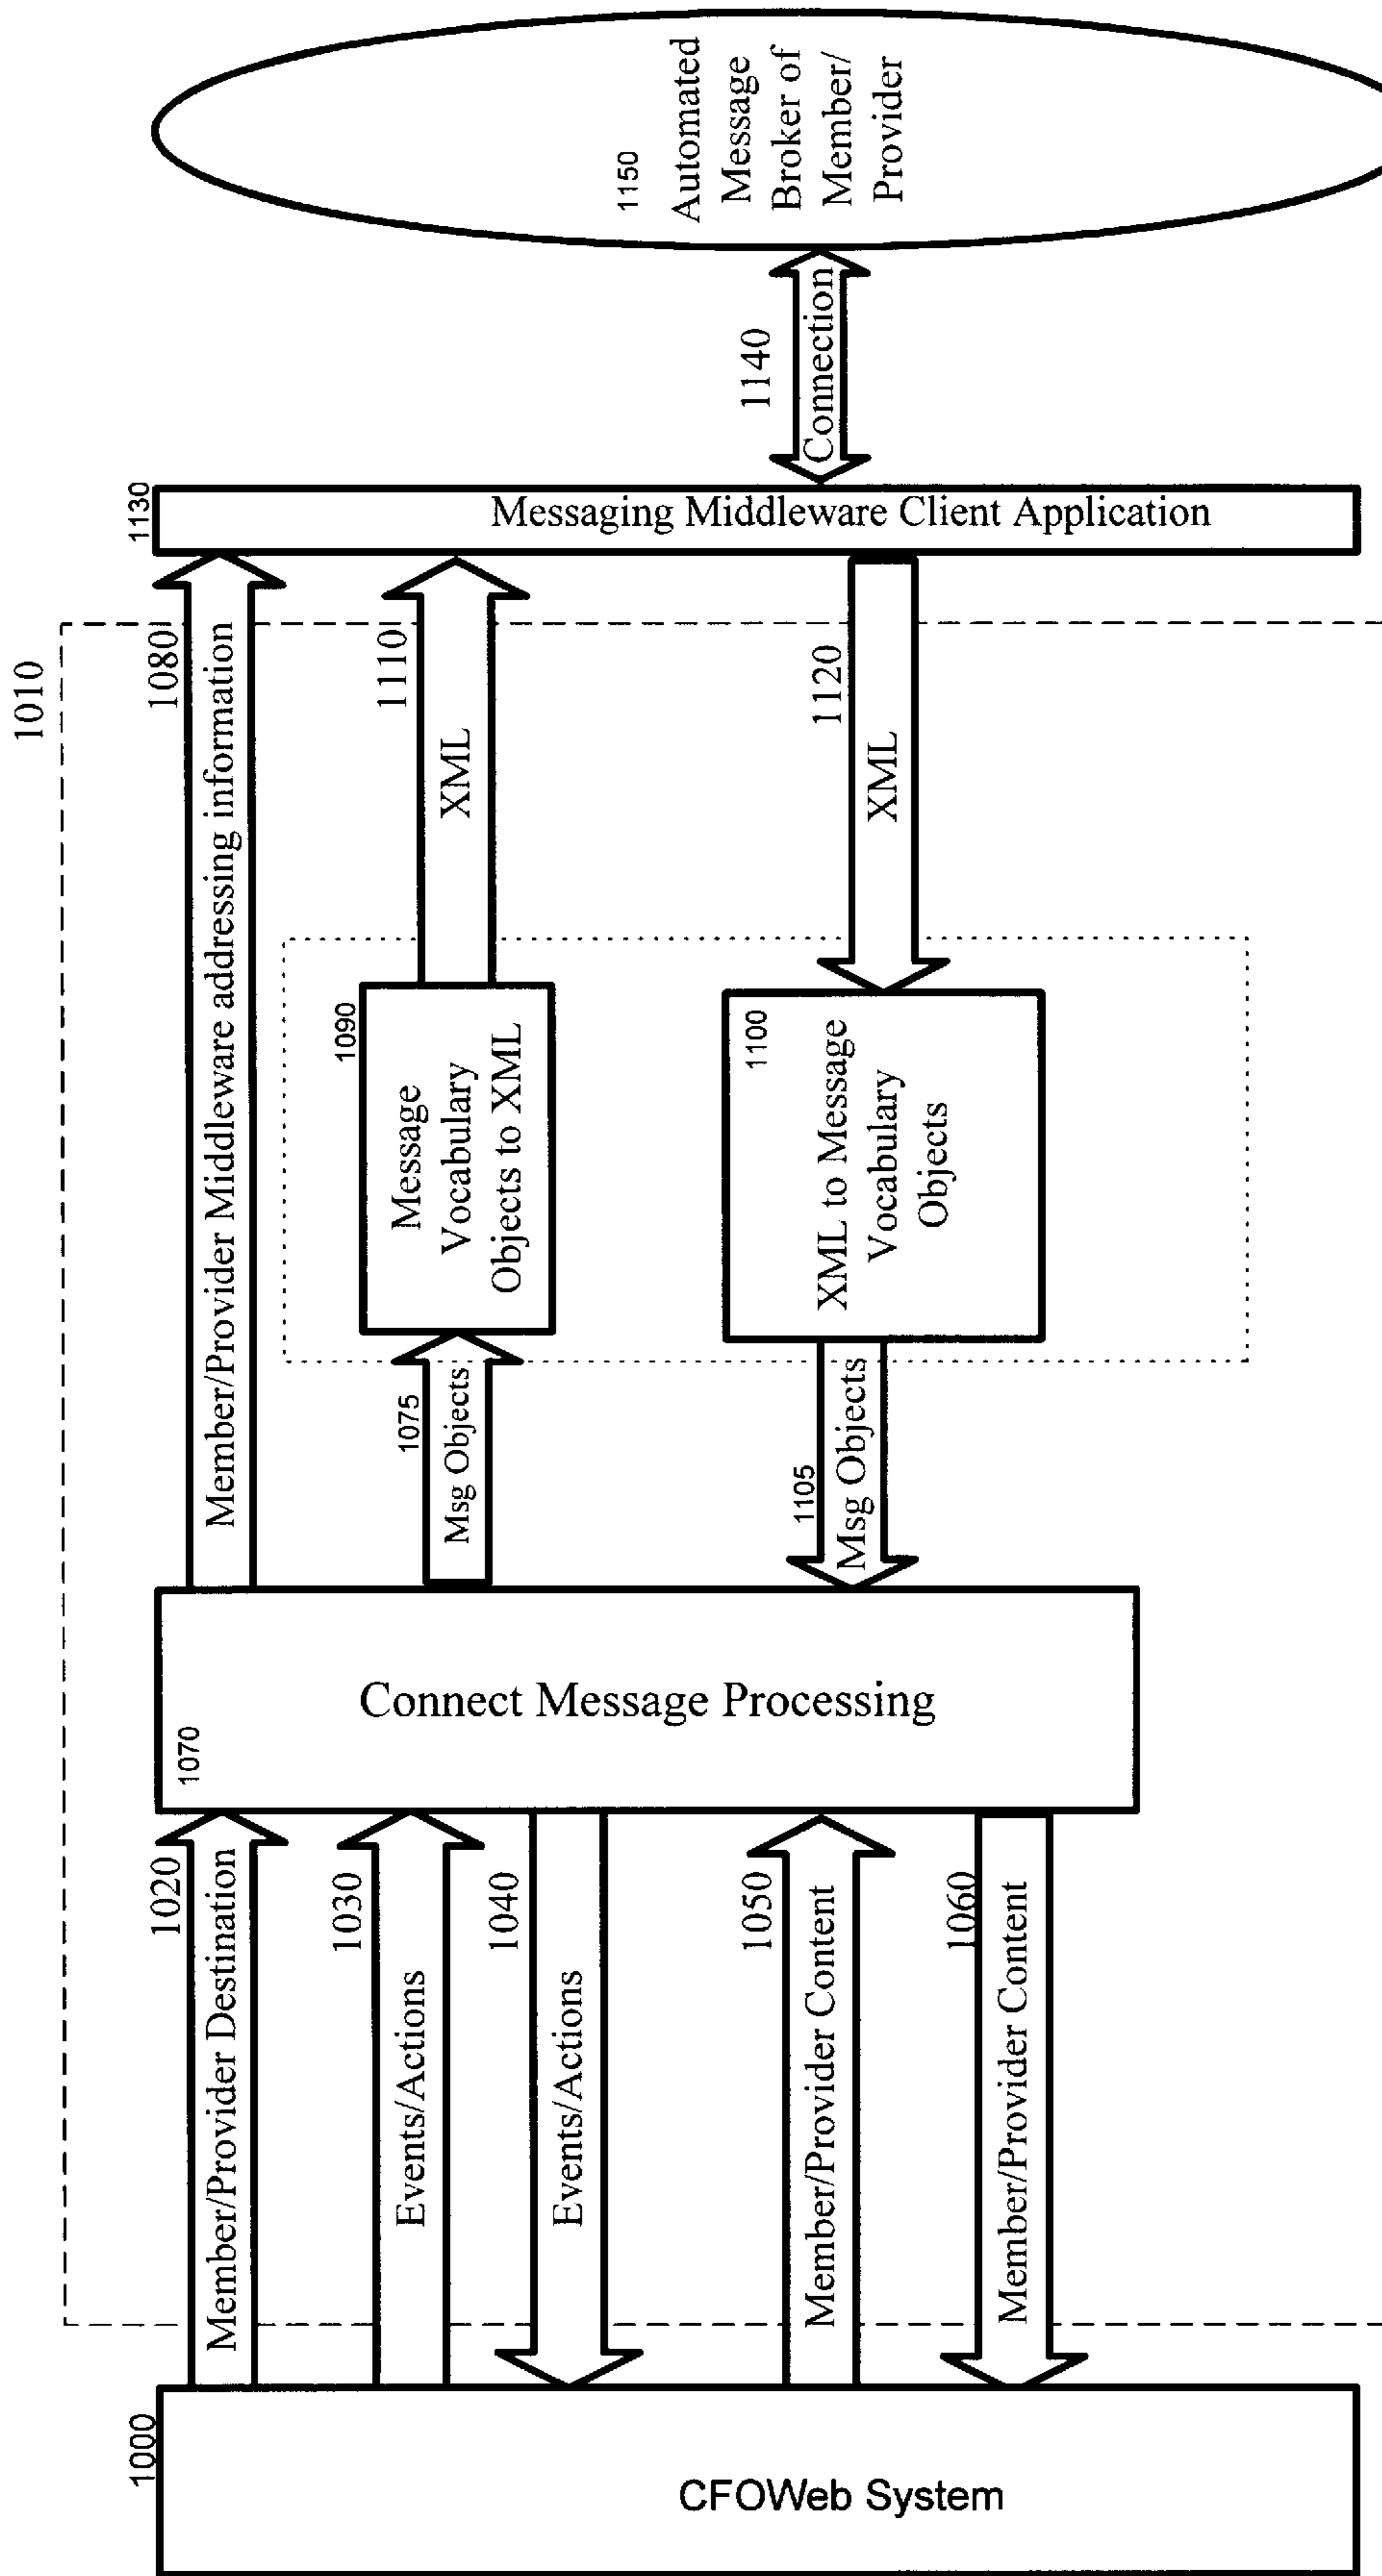 1000
CFOWeb System
1010
1020
Member/Provider Destination
1030
Events/Actions
1040
Events/Actions
1050
Member/Provider Content
1060
Member/Provider Content
1070
Connect Message Processing
1080
Member/Provider Middleware addressing information
1075
Msg Objects
1090
Message
Vocabulary
Objects to XML
1110
XML
1105
Msg Objects
1100
XML to Message
Vocabulary
Objects
1120
XML
1130
Messaging Middleware Client Application
1140
Connection
1150
Automated
Message
Broker of
Member/
Provider